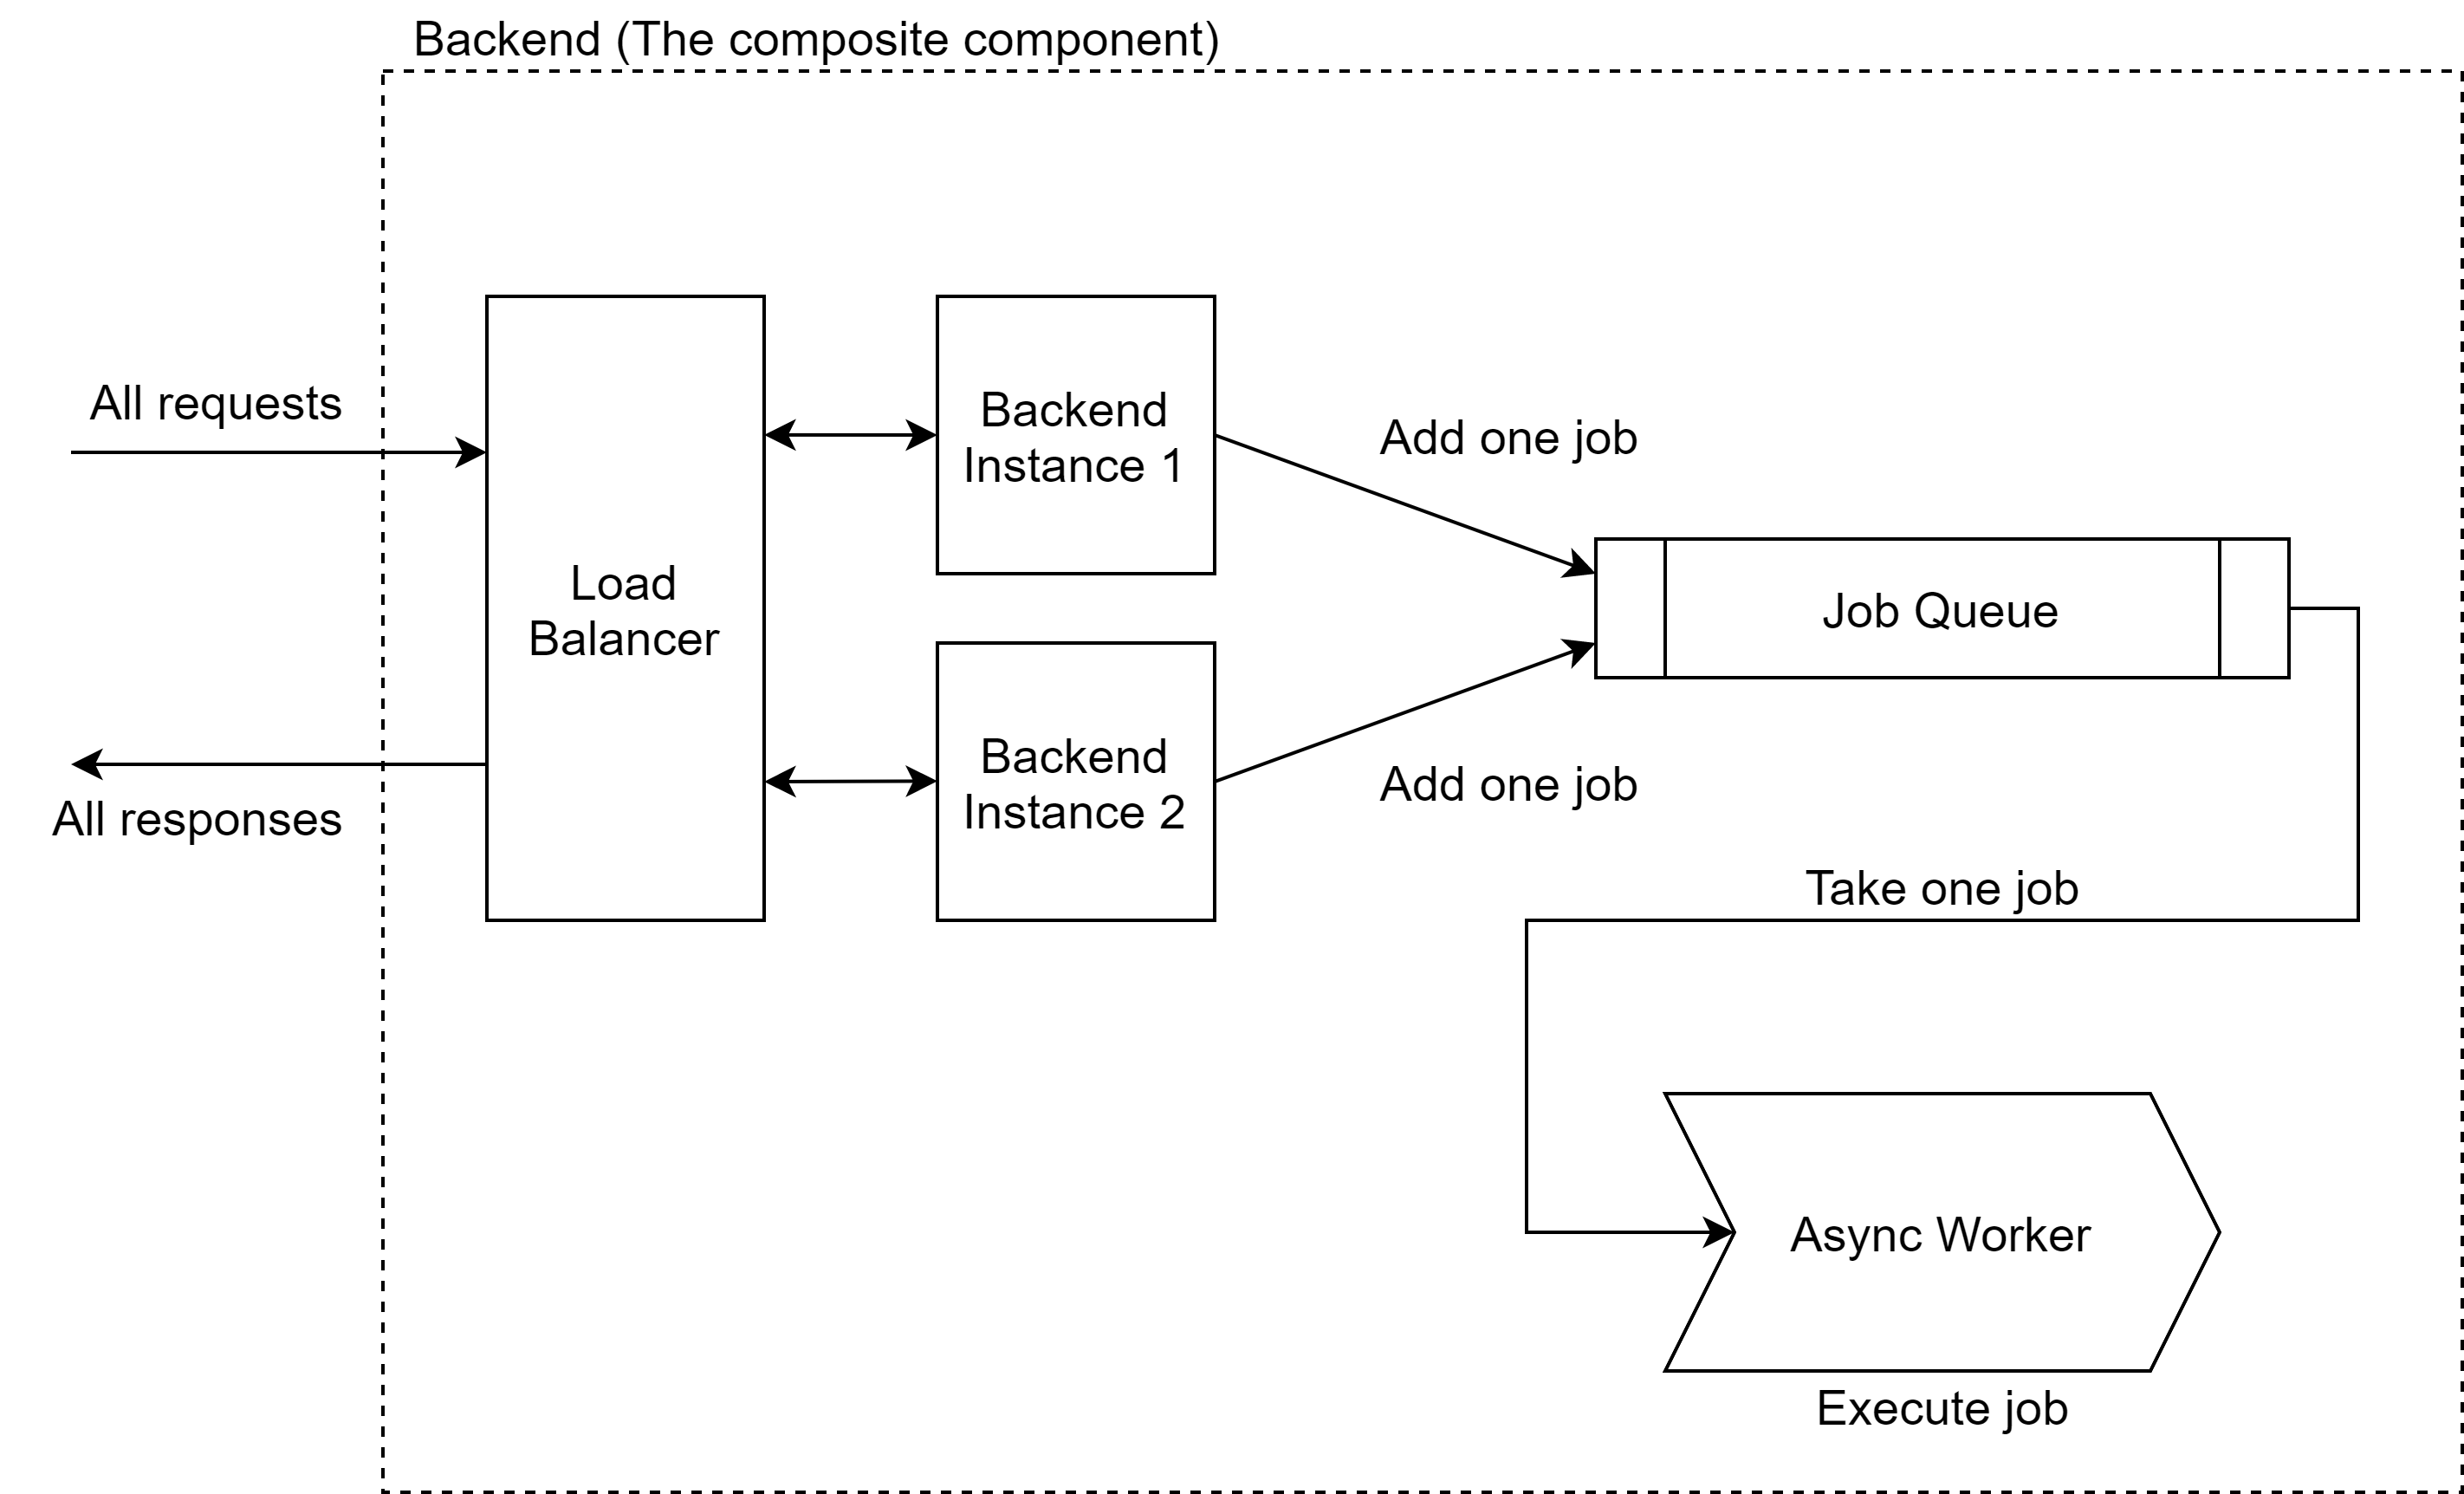 Backend (The composite component)
All requests
All responses
Load
Balancer
Backend
Instance 1
Backend
Instance 2
Add one job
Add one job
Job Queue
Take one job
Async Worker
Execute job